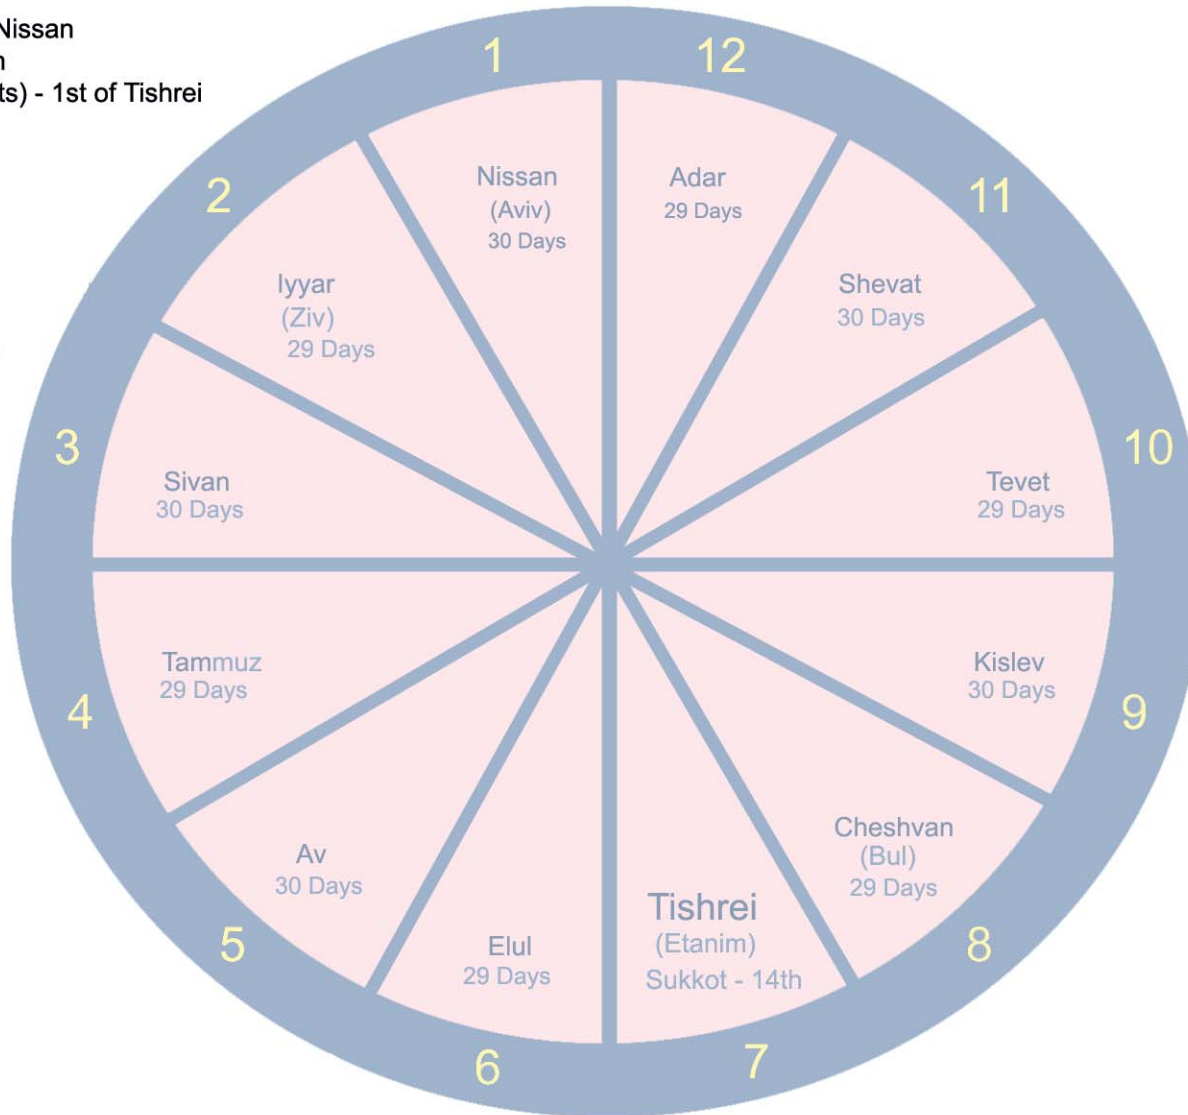 Nissan
- 1st of Tishrei
1
12
2
11
3
10
4
9
5
8
6
7
Nissan
(Aviv)
30 Days
Adar
29 Days
Iyyar
(Ziv)
29 Days
Shevat
30 Days
Sivan
30 Days
Tevet
29 Days
Tammuz
29 Days
Kislev
30 Days
Av
30 Days
Cheshvan
(Bul)
29 Days
Elul
29 Days
Tishrei
(Etanim)
Sukkot - 14th